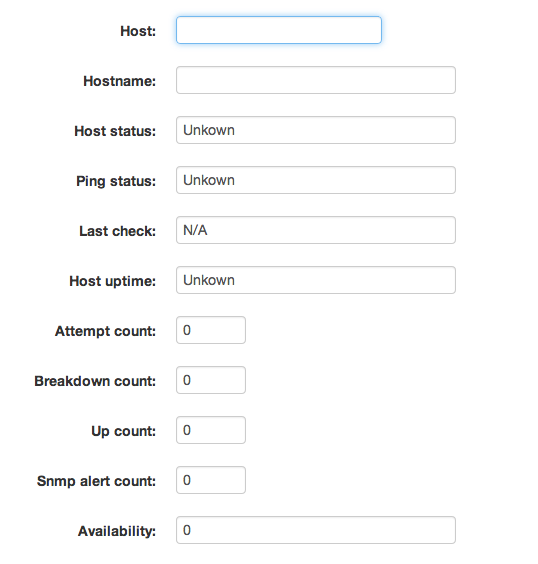 Host:
Hostname:
Host status: Unkown
Ping status: Unkown
Last check: N/A
Host uptime: Unkown
Attempt count: 0
Breakdown count: 0
Up count: 0
Snmp alert count: 0
Availability: 0